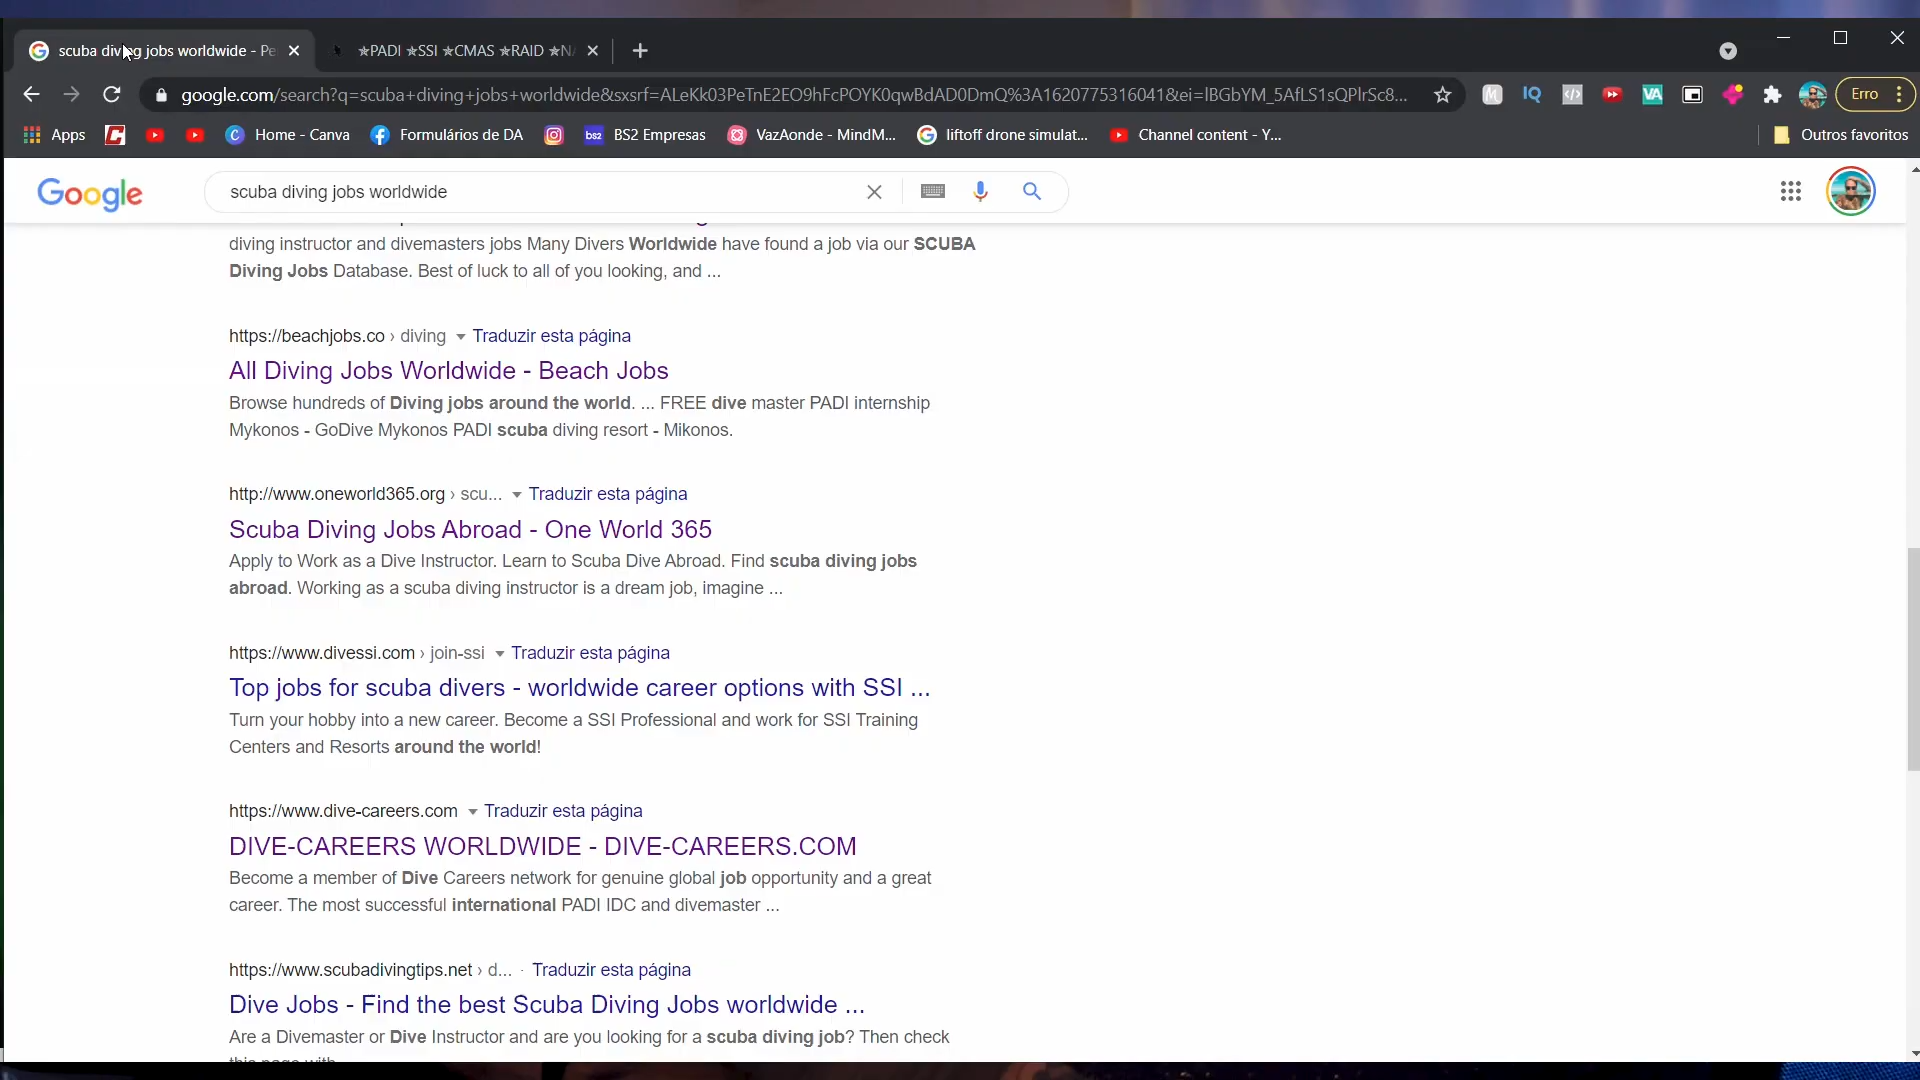 scuba diving jobs worldwide - Pe
✯PADI ✯SSI ✯CMAS ✯RAID ✯N
google.com/search?q=scuba+diving+jobs+worldwide&sxsrf=ALeKk03PeTnE2EO9hFcPOYK0qwBdAD0DmQ%3A1620775316041&ei=lBGbYM_5AfLS1sQPlrSc8...
Erro
Apps
Home - Canva
Formulários de DA
bs2 BS2 Empresas
VazAonde - MindM...
liftoff drone simulat...
Channel content - Y...
Outros favoritos
Google
scuba diving jobs worldwide
diving instructor and divemasters jobs Many Divers Worldwide have found a job via our SCUBA
Diving Jobs Database. Best of luck to all of you looking, and ...
https://beachjobs.co › diving Traduzir esta página
All Diving Jobs Worldwide - Beach Jobs
Browse hundreds of Diving jobs around the world. ... FREE dive master PADI internship
Mykonos - GoDive Mykonos PADI scuba diving resort - Mikonos.
http://www.oneworld365.org › scu... Traduzir esta página
Scuba Diving Jobs Abroad - One World 365
Apply to Work as a Dive Instructor. Learn to Scuba Dive Abroad. Find scuba diving jobs
abroad. Working as a scuba diving instructor is a dream job, imagine ...
https://www.divessi.com › join-ssi Traduzir esta página
Top jobs for scuba divers - worldwide career options with SSI ...
Turn your hobby into a new career. Become a SSI Professional and work for SSI Training
Centers and Resorts around the world!
https://www.dive-careers.com Traduzir esta página
DIVE-CAREERS WORLDWIDE - DIVE-CAREERS.COM
Become a member of Dive Careers network for genuine global job opportunity and a great
career. The most successful international PADI IDC and divemaster ...
https://www.scubadivingtips.net › d... · Traduzir esta página
Dive Jobs - Find the best Scuba Diving Jobs worldwide ...
Are a Divemaster or Dive Instructor and are you looking for a scuba diving job? Then check
this page with